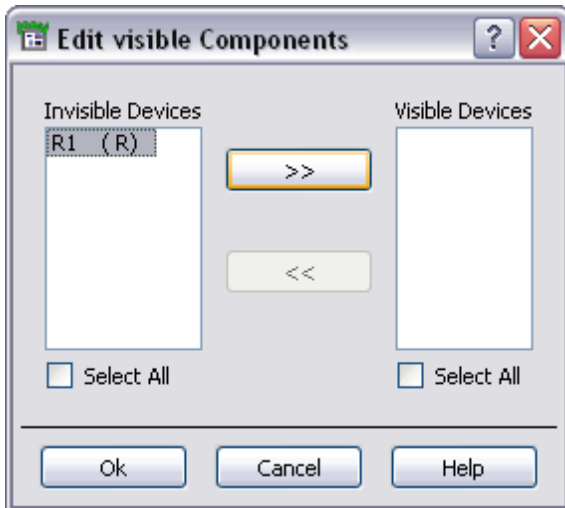 Edit visible Components
Invisible Devices
Visible Devices
R1 (R)
>>
<<
Select All
Select All
Ok
Cancel
Help